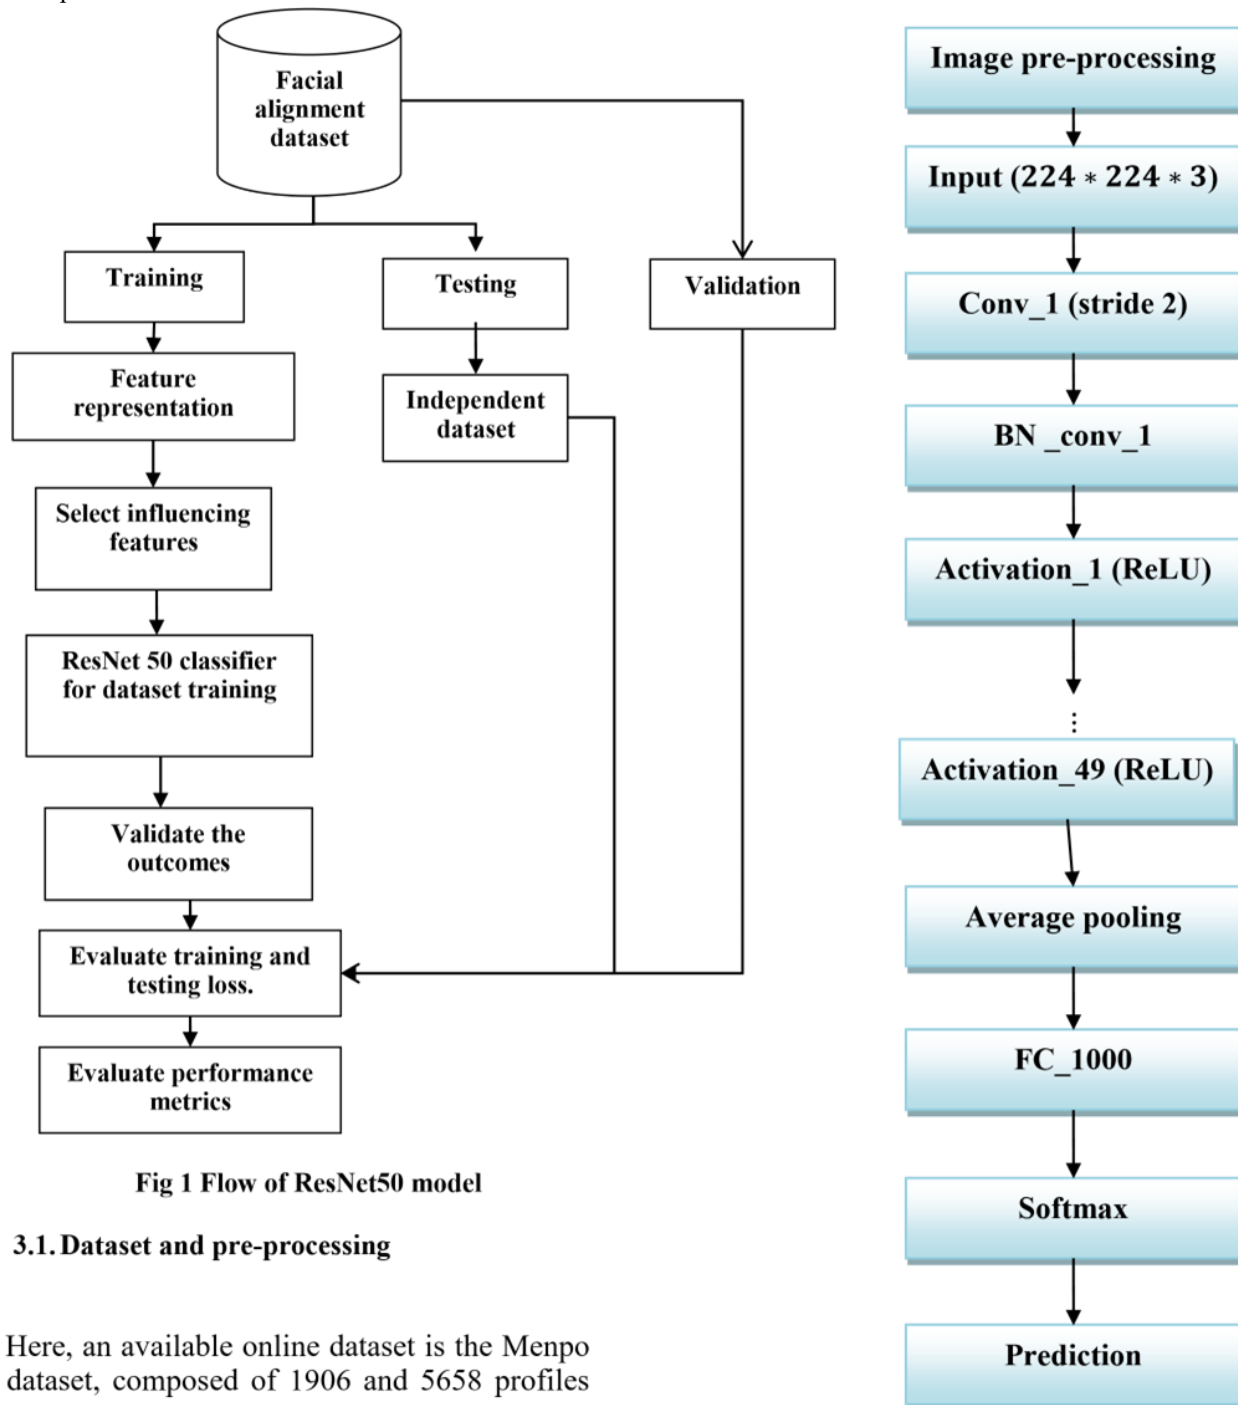 Facial
alignment
dataset
Training
Testing
Validation
Feature
representation
Independent
dataset
Select influencing
features
ResNet 50 classifier
for dataset training
Validate the
outcomes
Evaluate training and
testing loss.
Evaluate performance
metrics
Fig 1 Flow of ResNet50 model
3.1. Dataset and pre-processing
Here, an available online dataset is the Menpo
dataset, composed of 1906 and 5658 profiles
Image pre-processing
Input (224 * 224 * 3)
Conv_1 (stride 2)
BN _conv_1
Activation_1 (ReLU)
⋮
Activation_49 (ReLU)
Average pooling
FC_1000
Softmax
Prediction